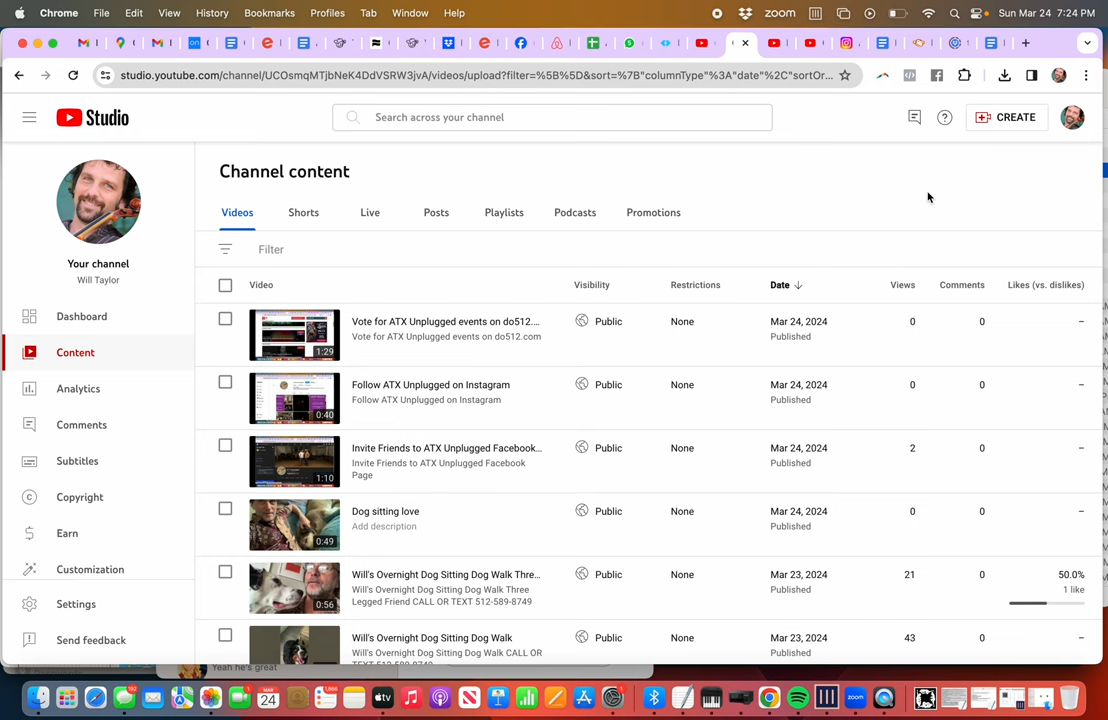 Chrome File Edit View History Bookmarks Profiles Tab Window Help zoom Sun Mar 24 7:24 PM
studio.youtube.com/channel/UCOsmqMTjbNeK4DdVSRW3jvA/videos/upload?filter=%5B%5D&sort=%7B"columnType"%3A"date"%2C"sortOr...
Studio
Search across your channel
CREATE
Your channel
Will Taylor
Dashboard
Content
Analytics
Comments
Subtitles
Copyright
Earn
Customization
Settings
Send feedback
Channel content
Videos Shorts Live Posts Playlists Podcasts Promotions
Filter
Video Visibility Restrictions Date Views Comments Likes (vs. dislikes)
1:29
Vote for ATX Unplugged events on do512.... Public None Mar 24, 2024 0 0 –
Vote for ATX Unplugged events on do512.com Published
0:40
Follow ATX Unplugged on Instagram Public None Mar 24, 2024 0 0 –
Follow ATX Unplugged on Instagram Published
1:10
Invite Friends to ATX Unplugged Facebook... Public None Mar 24, 2024 2 0 –
Invite Friends to ATX Unplugged Facebook Published
Page
0:49
Dog sitting love Public None Mar 24, 2024 0 0 –
Add description Published
0:56
Will's Overnight Dog Sitting Dog Walk Thre... Public None Mar 23, 2024 21 0 50.0%
Will's Overnight Dog Sitting Dog Walk Three Published 1 like
Legged Friend CALL OR TEXT 512-589-8749
Will's Overnight Dog Sitting Dog Walk Public None Mar 23, 2024 43 0 –
Will's Overnight Dog Sitting Dog Walk CALL OR Published
TEXT 512-589-8749
Yeah he's great